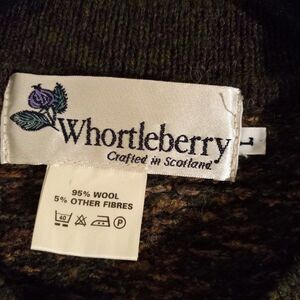 Whortleberry
Crafted in Scotland
L
95% WOOL
5% OTHER FIBRES
40 P